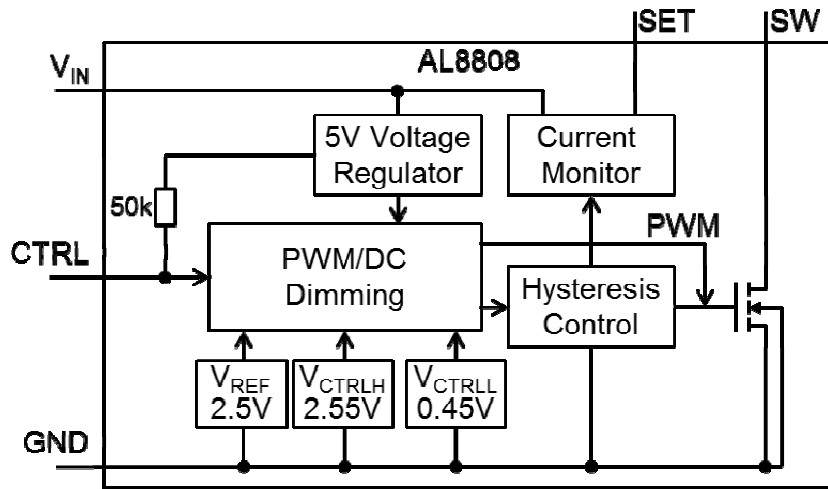 SET SW
AL8808
VIN
5V Voltage
Regulator
Current
Monitor
50k
PWM
CTRL
PWM/DC
Dimming
Hysteresis
Control
VREF
2.5V
VCTRLH
2.55V
VCTRLL
0.45V
GND